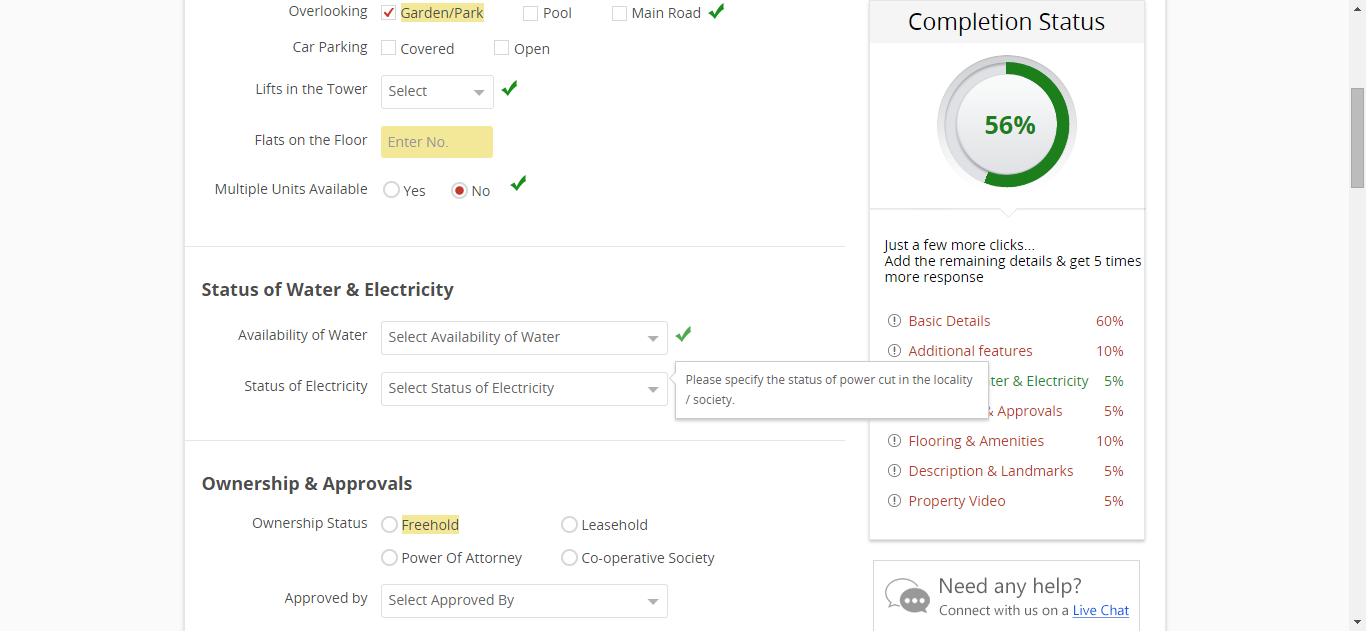 Overlooking Garden/Park Pool Main Road
Car Parking Covered Open
Lifts in the Tower Select
Flats on the Floor Enter No.
Multiple Units Available Yes No
Status of Water & Electricity
Availability of Water Select Availability of Water
Status of Electricity Select Status of Electricity
Please specify the status of power cut in the locality
/ society.
Ownership & Approvals
Ownership Status Freehold Leasehold
Power Of Attorney Co-operative Society
Approved by Select Approved By
Completion Status
56%
Just a few more clicks...
Add the remaining details & get 5 times
more response
Basic Details 60%
Additional features 10%
& Electricity 5%
& Approvals 5%
Flooring & Amenities 10%
Description & Landmarks 5%
Property Video 5%
Need any help?
Connect with us on a Live Chat